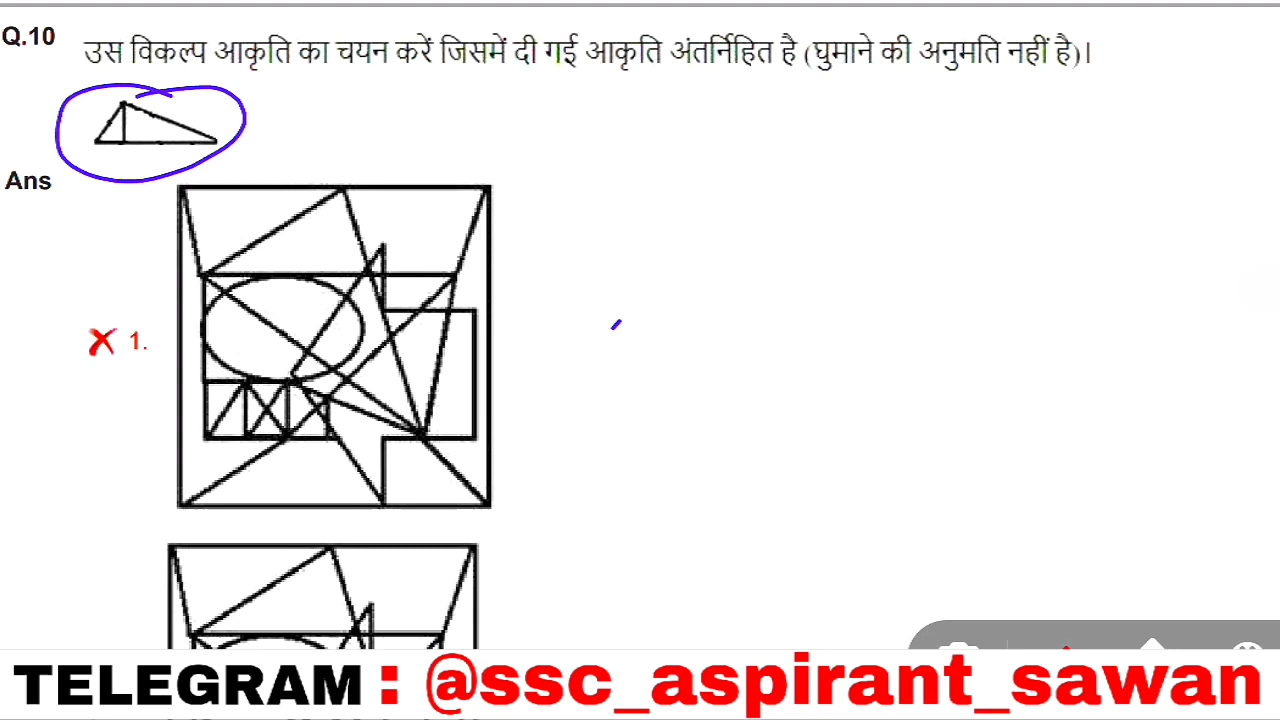 Q.10 उस विकल्प आकृति का चयन करें जिसमें दी गई आकृति अंतर्निहित है (घुमाने की अनुमति नहीं है)।
Ans
1.
TELEGRAM : @ssc_aspirant_sawan